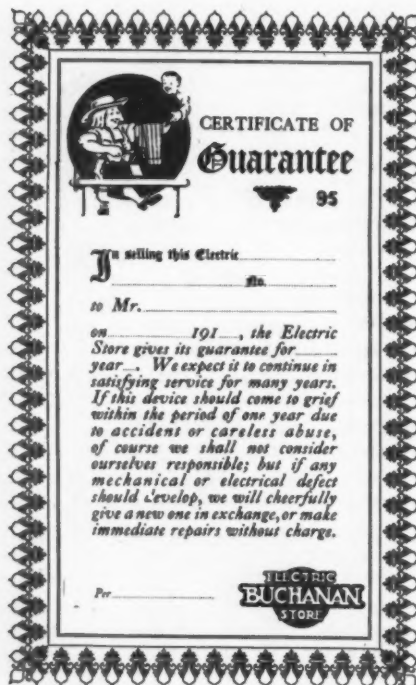 CERTIFICATE OF
Guarantee
95
In selling this Electric
No.
to Mr.
on 191 , the Electric
Store gives its guarantee for
year . We expect it to continue in
satisfying service for many years.
If this device should come to grief
within the period of one year due
to accident or careless abuse,
of course we shall not consider
ourselves responsible; but if any
mechanical or electrical defect
should develop, we will cheerfully
give a new one in exchange, or make
immediate repairs without charge.
Per
ELECTRIC
BUCHANAN
STORE